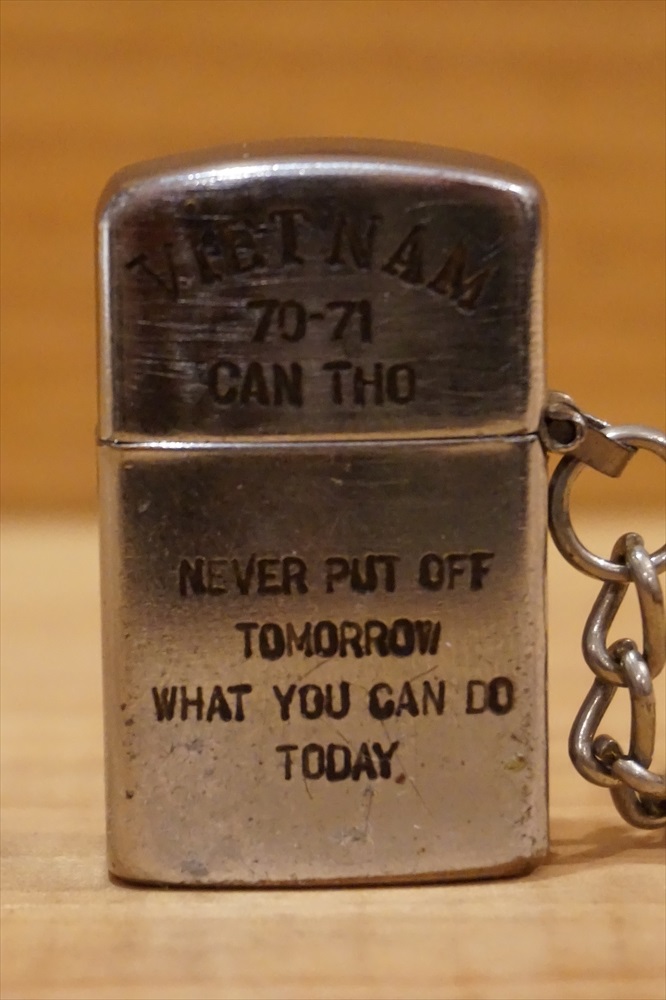 VIETNAM
70-71
CAN THO
NEVER PUT OFF
TOMORROW
WHAT YOU CAN DO
TODAY